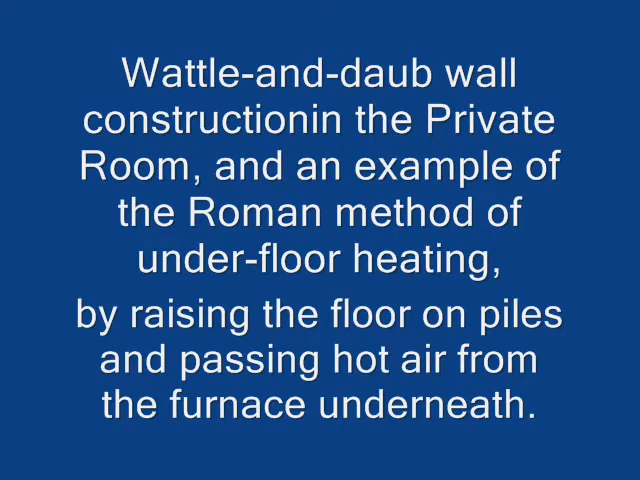 Wattle-and-daub wall
constructionin the Private
Room, and an example of
the Roman method of
under-floor heating,
by raising the floor on piles
and passing hot air from
the furnace underneath.